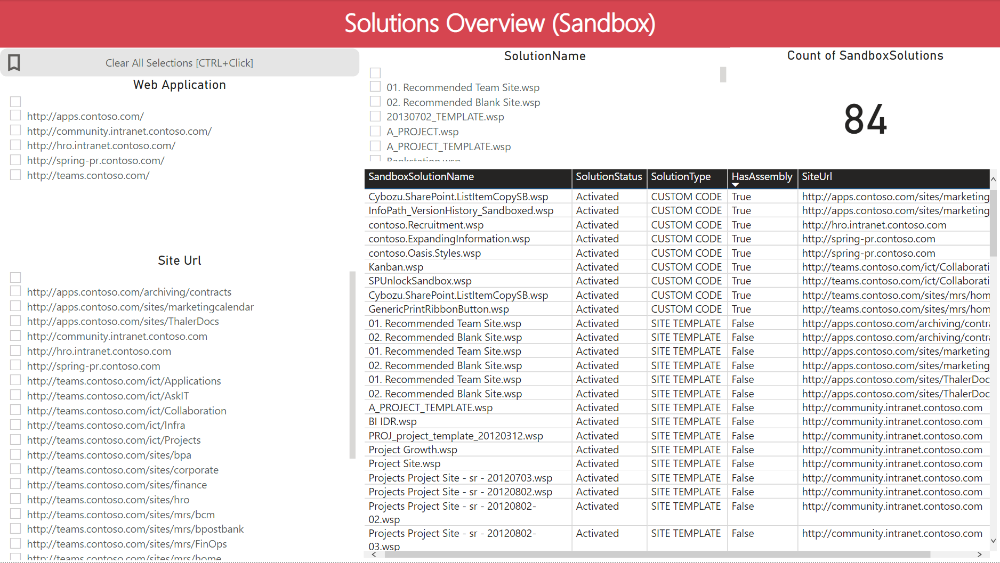 Solutions Overview (Sandbox)
Clear All Selections [CTRL+Click]
Web Application
http://apps.contoso.com/
http://community.intranet.contoso.com/
http://hro.intranet.contoso.com/
http://spring-pr.contoso.com/
http://teams.contoso.com/
Site Url
http://apps.contoso.com/archiving/contracts
http://apps.contoso.com/sites/marketingcalendar
http://apps.contoso.com/sites/ThalerDocs
http://community.intranet.contoso.com
http://hro.intranet.contoso.com
http://spring-pr.contoso.com
http://teams.contoso.com/ict/Applications
http://teams.contoso.com/ict/AskIT
http://teams.contoso.com/ict/Collaboration
http://teams.contoso.com/ict/Infra
http://teams.contoso.com/ict/Projects
http://teams.contoso.com/sites/bpa
http://teams.contoso.com/sites/corporate
http://teams.contoso.com/sites/finance
http://teams.contoso.com/sites/hro
http://teams.contoso.com/sites/mrs/bcm
http://teams.contoso.com/sites/mrs/bpostbank
http://teams.contoso.com/sites/mrs/FinOps
http://teams.contoso.com/sites/mrs/home
SolutionName
01. Recommended Team Site.wsp
02. Recommended Blank Site.wsp
20130702_TEMPLATE.wsp
A_PROJECT.wsp
A_PROJECT_TEMPLATE.wsp
Bankstation.wsp
Count of SandboxSolutions
84
SandboxSolutionName SolutionStatus SolutionType HasAssembly SiteUrl
Cybozu.SharePoint.ListItemCopySB.wsp Activated CUSTOM CODE True http://apps.contoso.com/sites/marketing
InfoPath_VersionHistory_Sandboxed.wsp Activated CUSTOM CODE True http://apps.contoso.com/sites/marketing
contoso.Recruitment.wsp Activated CUSTOM CODE True http://hro.intranet.contoso.com
contoso.ExpandingInformation.wsp Activated CUSTOM CODE True http://spring-pr.contoso.com
contoso.Oasis.Styles.wsp Activated CUSTOM CODE True http://spring-pr.contoso.com
Kanban.wsp Activated CUSTOM CODE True http://teams.contoso.com/ict/Collaborati
SPUnlockSandbox.wsp Activated CUSTOM CODE True http://teams.contoso.com/ict/Collaborati
Cybozu.SharePoint.ListItemCopySB.wsp Activated CUSTOM CODE True http://teams.contoso.com/sites/mrs/hom
GenericPrintRibbonButton.wsp Activated CUSTOM CODE True http://teams.contoso.com/sites/mrs/hom
01. Recommended Team Site.wsp Activated SITE TEMPLATE False http://apps.contoso.com/archiving/contra
02. Recommended Blank Site.wsp Activated SITE TEMPLATE False http://apps.contoso.com/archiving/contra
01. Recommended Team Site.wsp Activated SITE TEMPLATE False http://apps.contoso.com/sites/marketing
02. Recommended Blank Site.wsp Activated SITE TEMPLATE False http://apps.contoso.com/sites/marketing
01. Recommended Team Site.wsp Activated SITE TEMPLATE False http://apps.contoso.com/sites/ThalerDoc
02. Recommended Blank Site.wsp Activated SITE TEMPLATE False http://apps.contoso.com/sites/ThalerDoc
A_PROJECT_TEMPLATE.wsp Activated SITE TEMPLATE False http://community.intranet.contoso.com
BI IDR.wsp Activated SITE TEMPLATE False http://community.intranet.contoso.com
PROJ_project_template_20120312.wsp Activated SITE TEMPLATE False http://community.intranet.contoso.com
Project Growth.wsp Activated SITE TEMPLATE False http://community.intranet.contoso.com
Project Site.wsp Activated SITE TEMPLATE False http://community.intranet.contoso.com
Projects Project Site - sr - 20120703.wsp Activated SITE TEMPLATE False http://community.intranet.contoso.com
Projects Project Site - sr - 20120802.wsp Activated SITE TEMPLATE False http://community.intranet.contoso.com
Projects Project Site - sr - 20120802- Activated SITE TEMPLATE False http://community.intranet.contoso.com
02.wsp
Projects Project Site - sr - 20120802- Activated SITE TEMPLATE False http://community.intranet.contoso.com
03.wsp